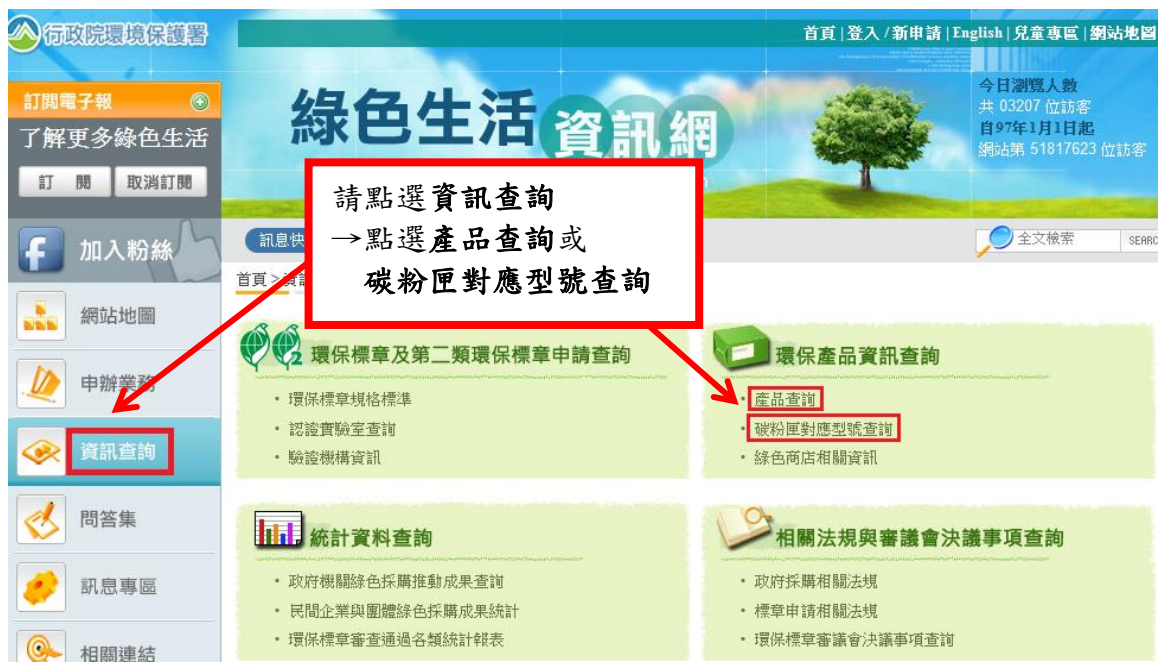 行政院環境保護署
首頁|登入/新申請|English|兒童專區|網站地圖
訂閱電子報
了解更多綠色生活
訂 閱
取消訂閱
綠色生活資訊網
今日瀏覽人數
共 03207 位訪客
自97年1月1日起
網站第 51817623 位訪客
請點選資訊查詢
→點選產品查詢或
碳粉匣對應型號查詢
加入粉絲
訊息快
全文檢索
SEARC
首頁>資
網站地圖
申辦業務
資訊查詢
問答集
訊息專區
相關連結
環保標章及第二類環保標章申請查詢
・環保標章規格標準
・認證實驗室查詢
・驗證機構資訊
環保產品資訊查詢
・產品查詢
・碳粉匣對應型號查詢
・綠色商店相關資訊
統計資料查詢
・政府機關綠色採購推動成果查詢
・民間企業與團體綠色採購成果統計
・環保標章審查通過各類統計報表
相關法規與審議會決議事項查詢
・政府採購相關法規
・標章申請相關法規
・環保標章審議會決議事項查詢